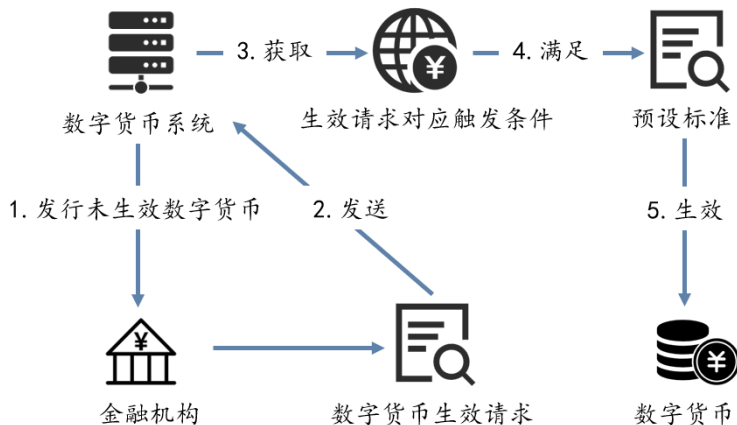 3.获取
4.满足
数字货币系统
生效请求对应触发条件
预设标准
1.发行未生效数字货币
2.发送
5.生效
¥
¥
¥
金融机构
数字货币生效请求
数字货币